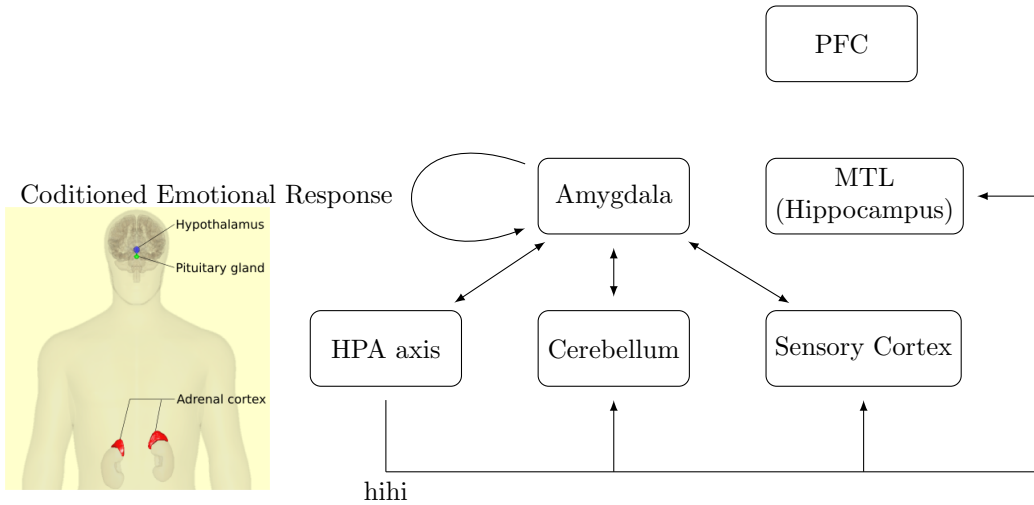 PFC
Coditioned Emotional Response
Amygdala
MTL
(Hippocampus)
Hypothalamus
Pituitary gland
HPA axis
Cerebellum
Sensory Cortex
Adrenal cortex
hihi